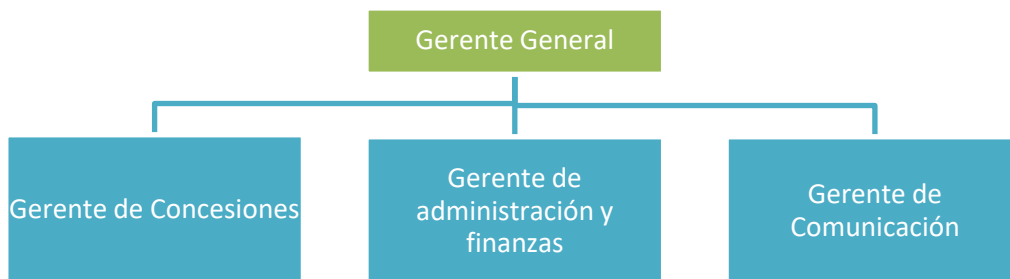 Gerente General
Gerente de Concesiones
Gerente de
administración y
finanzas
Gerente de
Comunicación